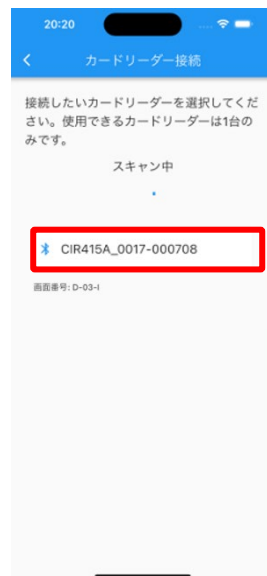 20:20
カードリーダー接続
接続したいカードリーダーを選択してくだ
さい。使用できるカードリーダーは1台の
みです。
スキャン中
CIR415A_0017-000708
画面番号: D-03-I